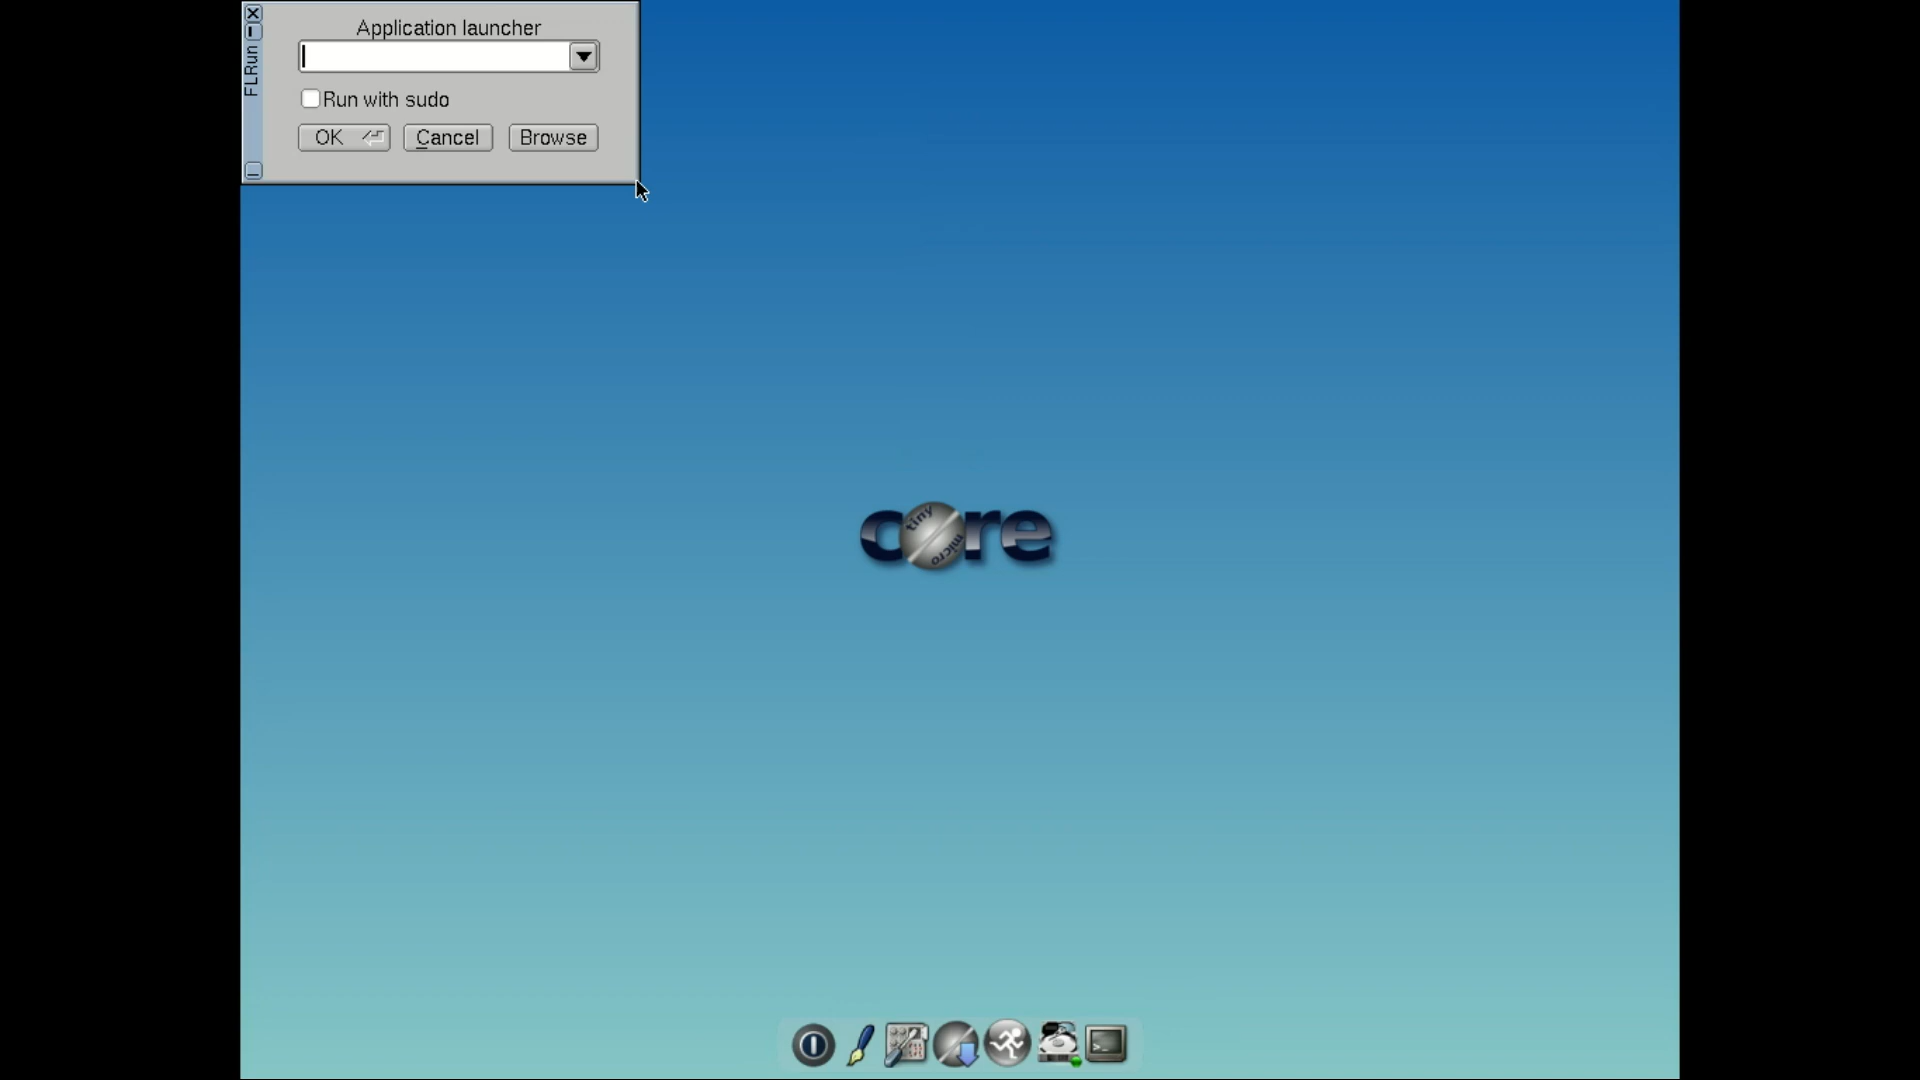 FLRun
Application launcher
Run with sudo
OK
Cancel
Browse
core
tiny
micro
>_